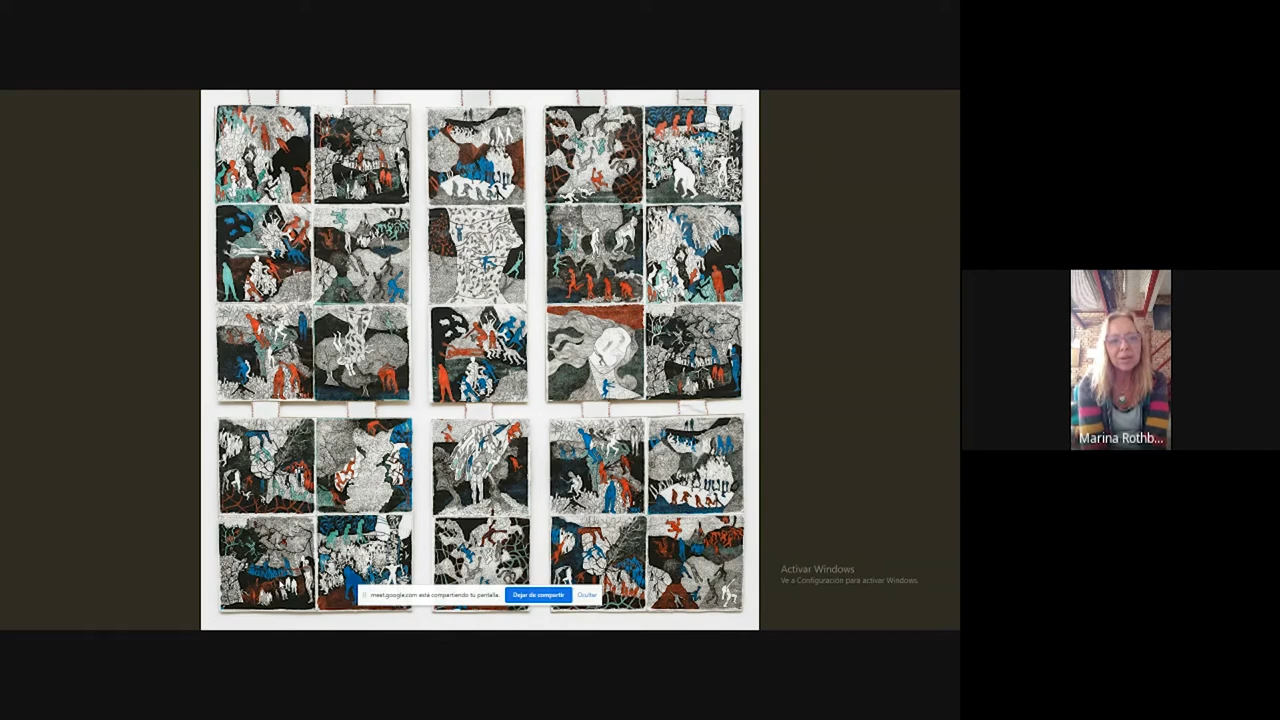 Activar Windows
Ve a Configuración para activar Windows.
meet.google.com está compartiendo tu pantalla.
Dejar de compartir
Ocultar
Marina Rothb...